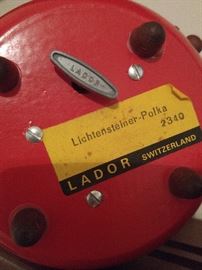 LADOR
Lichtensteiner-Polka
2340
LADOR SWITZERLAND